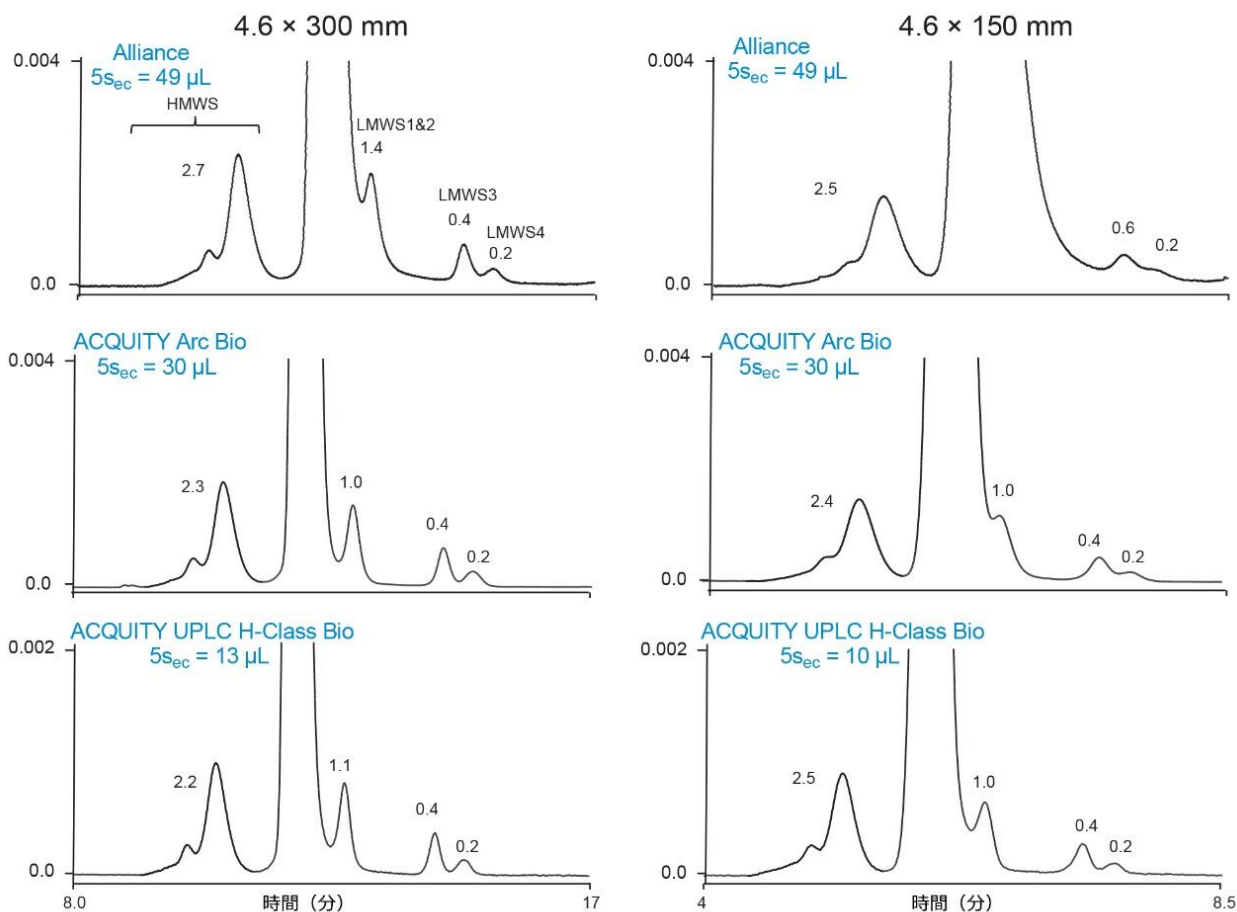 4.6 × 300 mm
Alliance
5s_ec = 49 µL
0.004
HMWS
2.7
LMWS1&2
1.4
LMWS3
0.4
LMWS4
0.2
0.0
4.6 × 150 mm
Alliance
5s_ec = 49 µL
0.004
2.5
0.6
0.2
0.0
ACQUITY Arc Bio
5s_ec = 30 µL
0.004
2.3
1.0
0.4
0.2
0.0
ACQUITY Arc Bio
5s_ec = 30 µL
0.004
2.4
1.0
0.4
0.2
0.0
ACQUITY UPLC H-Class Bio
5s_ec = 13 µL
0.002
2.2
1.1
0.4
0.2
0.0
8.0
時間（分）
17
ACQUITY UPLC H-Class Bio
5s_ec = 10 µL
0.002
2.5
1.0
0.4
0.2
0.0
4
時間（分）
8.5